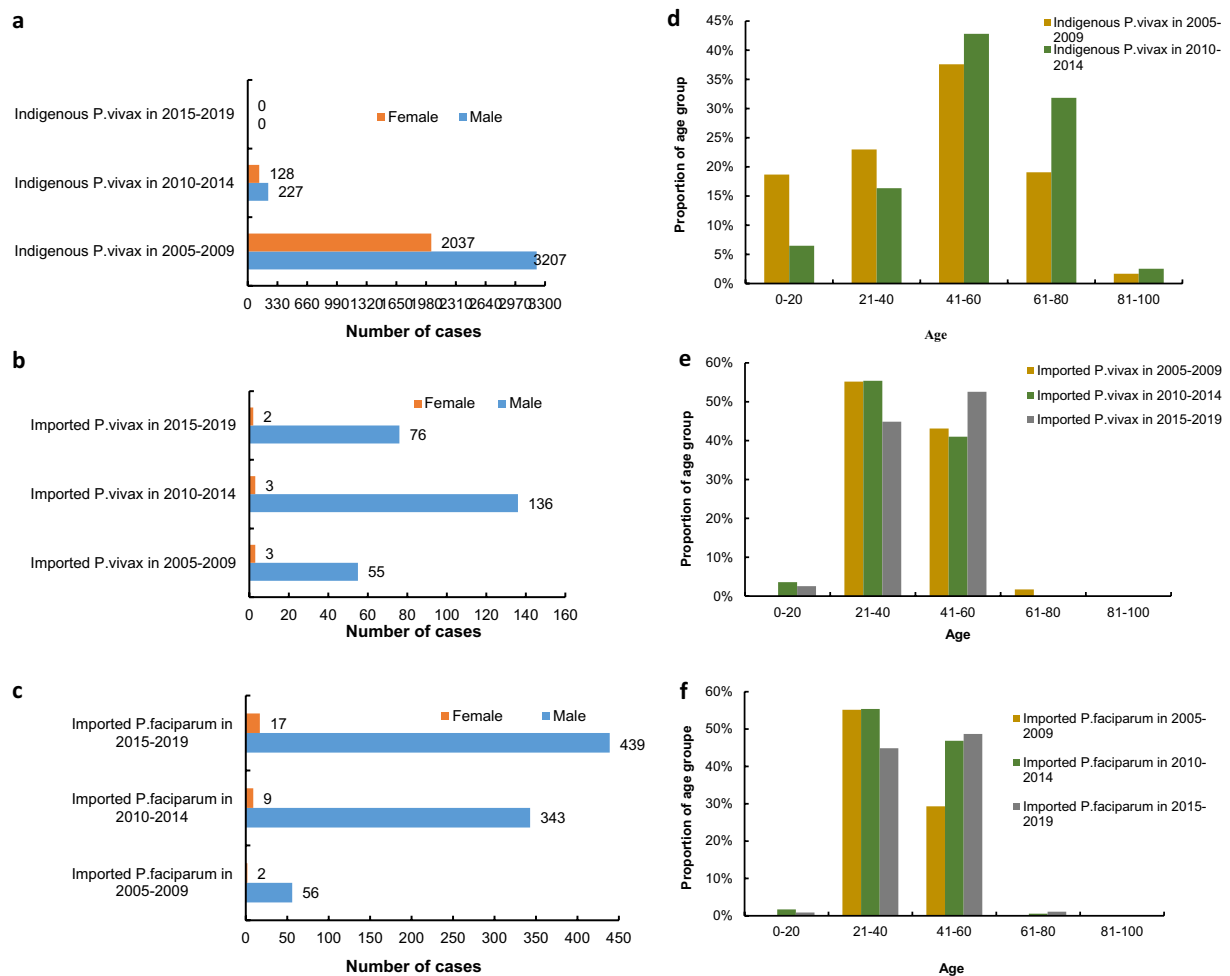 a
Indigenous P.vivax in 2015-2019
0
0
Female
Male
Indigenous P.vivax in 2010-2014
128
227
Indigenous P.vivax in 2005-2009
2037
3207
0 330 660 990 1320 1650 1980 2310 2640 2970 3300
Number of cases
b
Female
Male
Imported P.vivax in 2015-2019
2
76
Imported P.vivax in 2010-2014
3
136
Imported P.vivax in 2005-2009
3
55
0 20 40 60 80 100 120 140 160
Number of cases
c
Female
Male
Imported P.faciparum in
2015-2019
17
439
Imported P.faciparum in
2010-2014
9
343
Imported P.faciparum in
2005-2009
2
56
0 50 100 150 200 250 300 350 400 450
Number of cases
d
Proportion of age group
45%
40%
35%
30%
25%
20%
15%
10%
5%
0%
Indigenous P.vivax in 2005-
2009
Indigenous P.vivax in 2010-
2014
0-20 21-40 41-60 61-80 81-100
Age
e
Proportion of age group
60%
50%
40%
30%
20%
10%
0%
Imported P.vivax in 2005-2009
Imported P.vivax in 2010-2014
Imported P.vivax in 2015-2019
0-20 21-40 41-60 61-80 81-100
Age
f
Proportion of age groupe
60%
50%
40%
30%
20%
10%
0%
Imported P.faciparum in 2005-
2009
Imported P.faciparum in 2010-
2014
Imported P.faciparum in 2015-
2019
0-20 21-40 41-60 61-80 81-100
Age